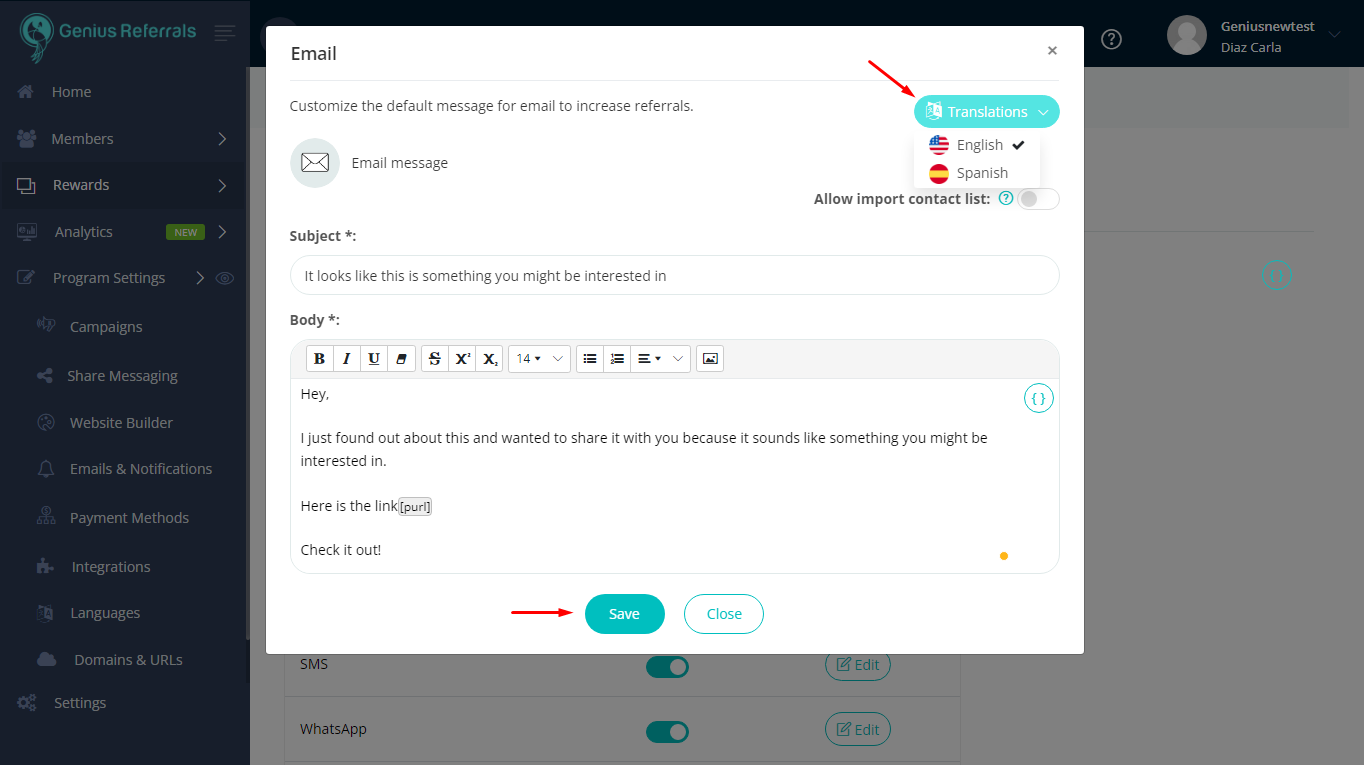 Genius Referrals
Home
Members
Rewards
Analytics NEW
Program Settings
Campaigns
Share Messaging
Website Builder
Emails & Notifications
Payment Methods
Integrations
Languages
Domains & URLs
Settings
Geniusnewtest
Diaz Carla
Email
×
Customize the default message for email to increase referrals.
Translations
English
Spanish
Email message
Allow import contact list: ?
Subject *:
It looks like this is something you might be interested in
Body *:
B I U S X² X₂ 14
Hey,
{ }
I just found out about this and wanted to share it with you because it sounds like something you might be
interested in.
Here is the link[purl]
Check it out!
Save Close
SMS Edit
WhatsApp Edit